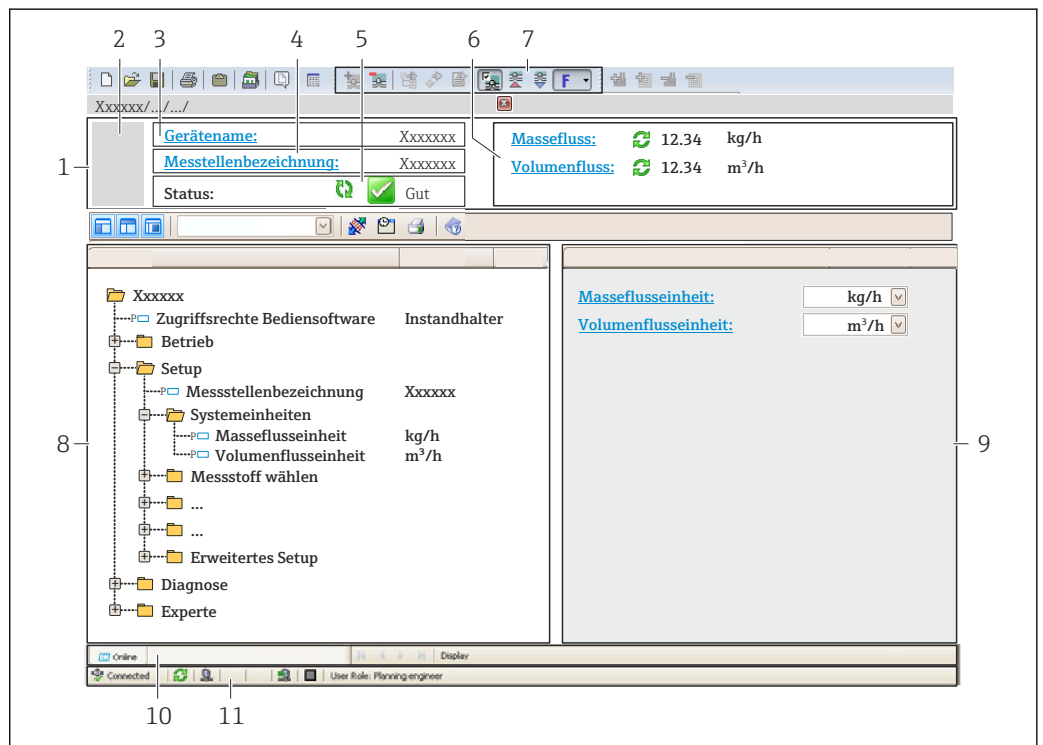 2 3 4 5 6 7
F
Xxxxxx/.../.../
1
Gerätename: Xxxxxxx
Messtellenbezeichnung: Xxxxxxx
Status: Gut
Massefluss: 12.34 kg/h
Volumenfluss: 12.34 m³/h
Xxxxxx
P Zugriffsrechte Bediensoftware Instandhalter
Betrieb
Setup
P Messstellenbezeichnung Xxxxxx
Systemeinheiten
P Masseflusseinheit kg/h
P Volumenflusseinheit m³/h
Messstoff wählen
...
...
Erweitertes Setup
Diagnose
Experte
8
Masseflusseinheit: kg/h
Volumenflusseinheit: m³/h
9
Online Display
Connected User Role: Planning engineer
10 11